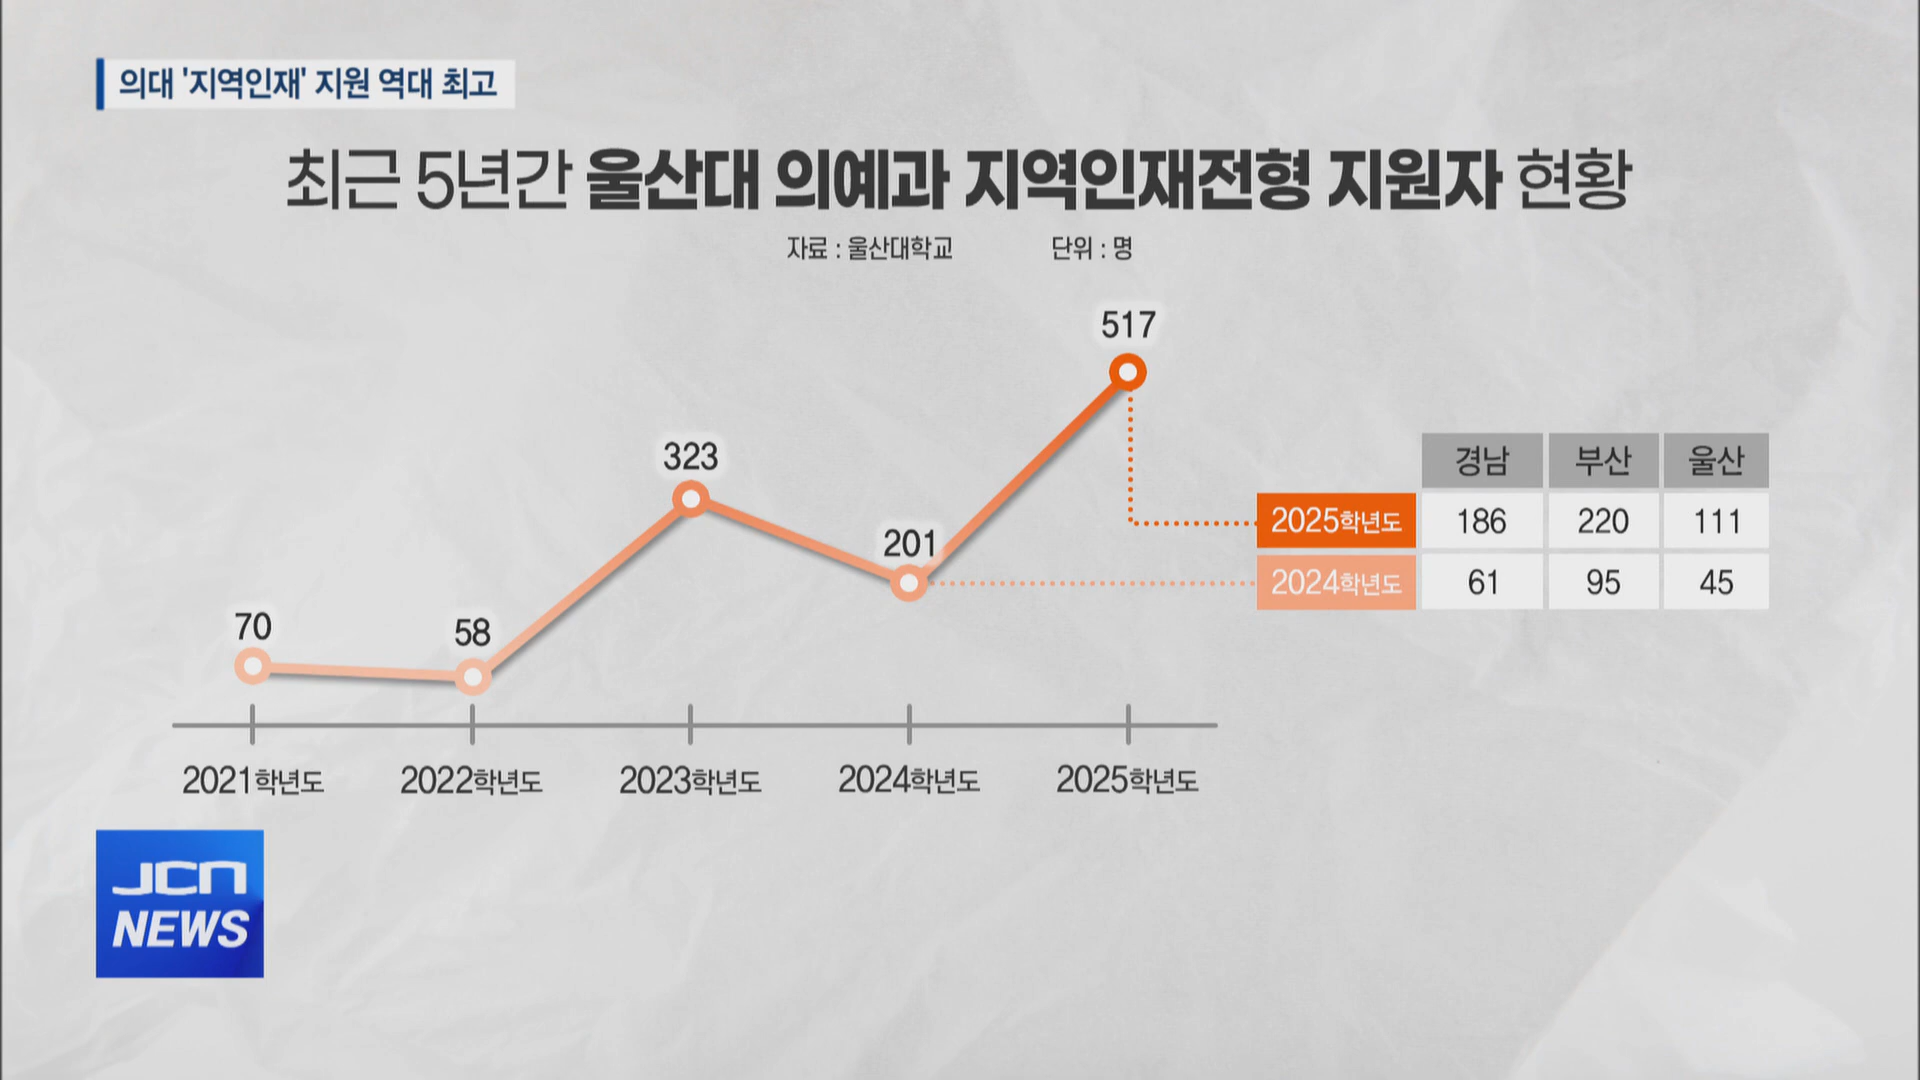 의대 '지역인재' 지원 역대 최고
최근 5년간 울산대 의예과 지역인재전형 지원자 현황
자료 : 울산대학교 단위 : 명
517
323
201
70
58
경남 부산 울산
2025학년도 186 220 111
2024학년도 61 95 45
2021학년도 2022학년도 2023학년도 2024학년도 2025학년도
JCN
NEWS